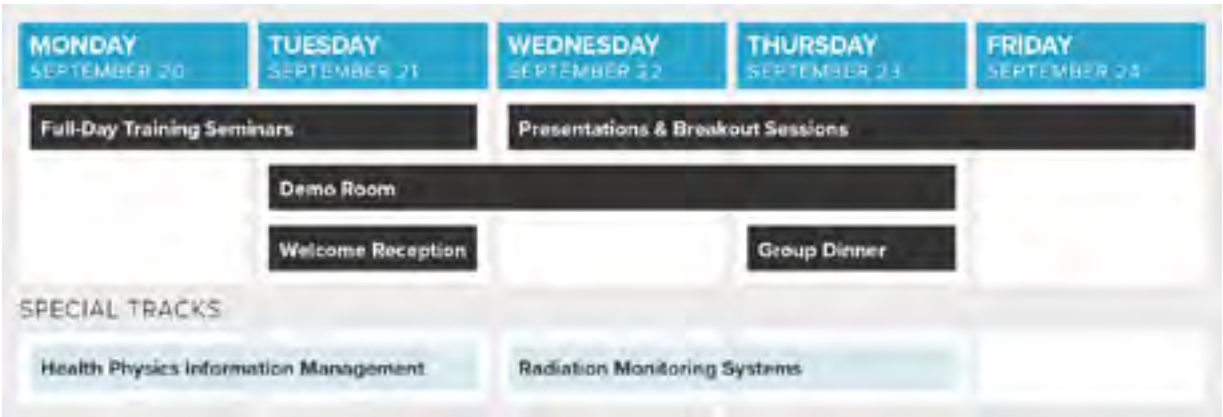 MONDAY
SEPTEMBER 20
TUESDAY
SEPTEMBER 21
WEDNESDAY
SEPTEMBER 22
THURSDAY
SEPTEMBER 23
FRIDAY
SEPTEMBER 24
Full-Day Training Seminars
Presentations & Breakout Sessions
Demo Room
Welcome Reception
Group Dinner
SPECIAL TRACKS
Health Physics Information Management
Radiation Monitoring Systems